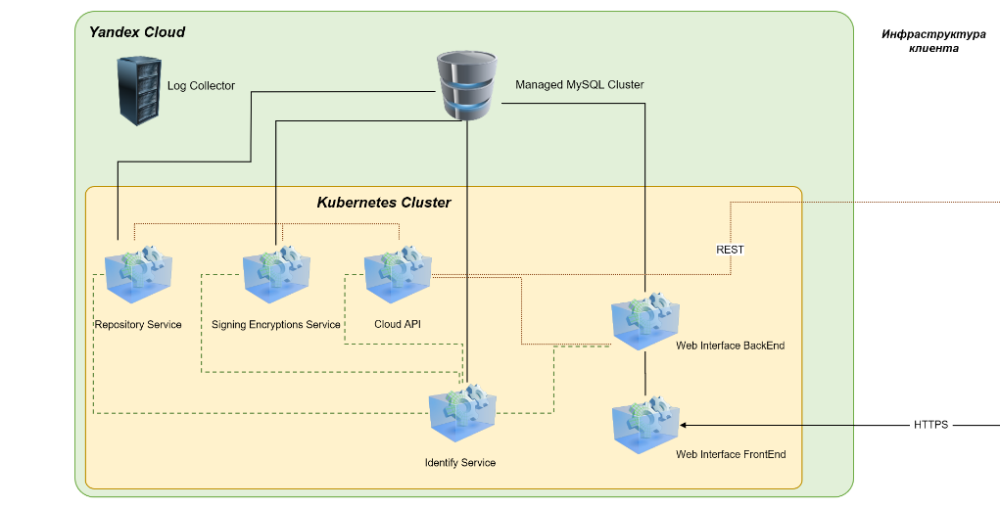 Yandex Cloud
Инфраструктура
клиента
Log Collector
Managed MySQL Cluster
Kubernetes Cluster
REST
Repository Service
Signing Encryptions Service
Cloud API
Web Interface BackEnd
HTTPS
Web Interface FrontEnd
Identify Service